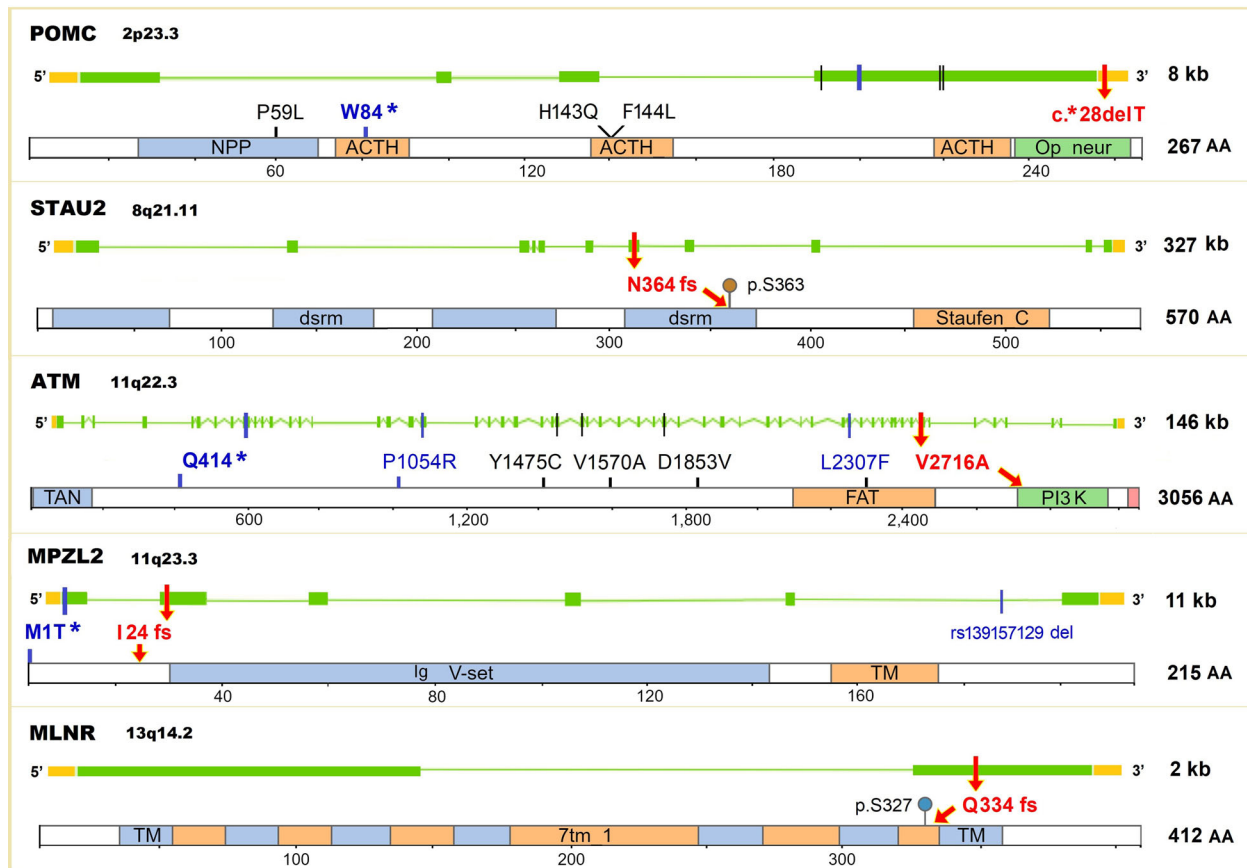 POMC 2p23.3
5' 3' 8 kb
P59L W84* H143Q F144L c.*28delT
NPP ACTH ACTH ACTH Op neur 267 AA
60 120 180 240
STAU2 8q21.11
5' 3' 327 kb
N364 fs p.S363
dsrm dsrm Staufen C 570 AA
100 200 300 400 500
ATM 11q22.3
5' 3' 146 kb
Q414* P1054R Y1475C V1570A D1853V L2307F V2716A
TAN FAT PI3K 3056 AA
600 1,200 1,800 2,400
MPZL2 11q23.3
5' 3' 11 kb
M1T* I24 fs rs139157129 del
Ig V-set TM 215 AA
40 80 120 160
MLNR 13q14.2
5' 3' 2 kb
p.S327 Q334 fs
TM 7tm 1 TM 412 AA
100 200 300